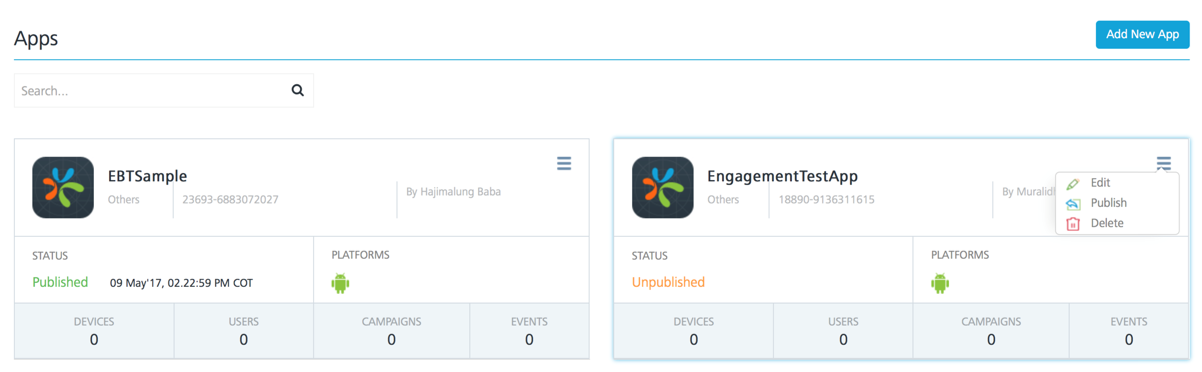 Apps
Add New App
Search...
EBTSample
Others
23693-6883072027
By Hajimalung Baba
STATUS
Published
09 May'17, 02.22:59 PM COT
PLATFORMS
DEVICES
0
USERS
0
CAMPAIGNS
0
EVENTS
0
EngagementTestApp
Others
18890-9136311615
By Muralidh
Edit
Publish
Delete
STATUS
Unpublished
PLATFORMS
DEVICES
0
USERS
0
CAMPAIGNS
0
EVENTS
0